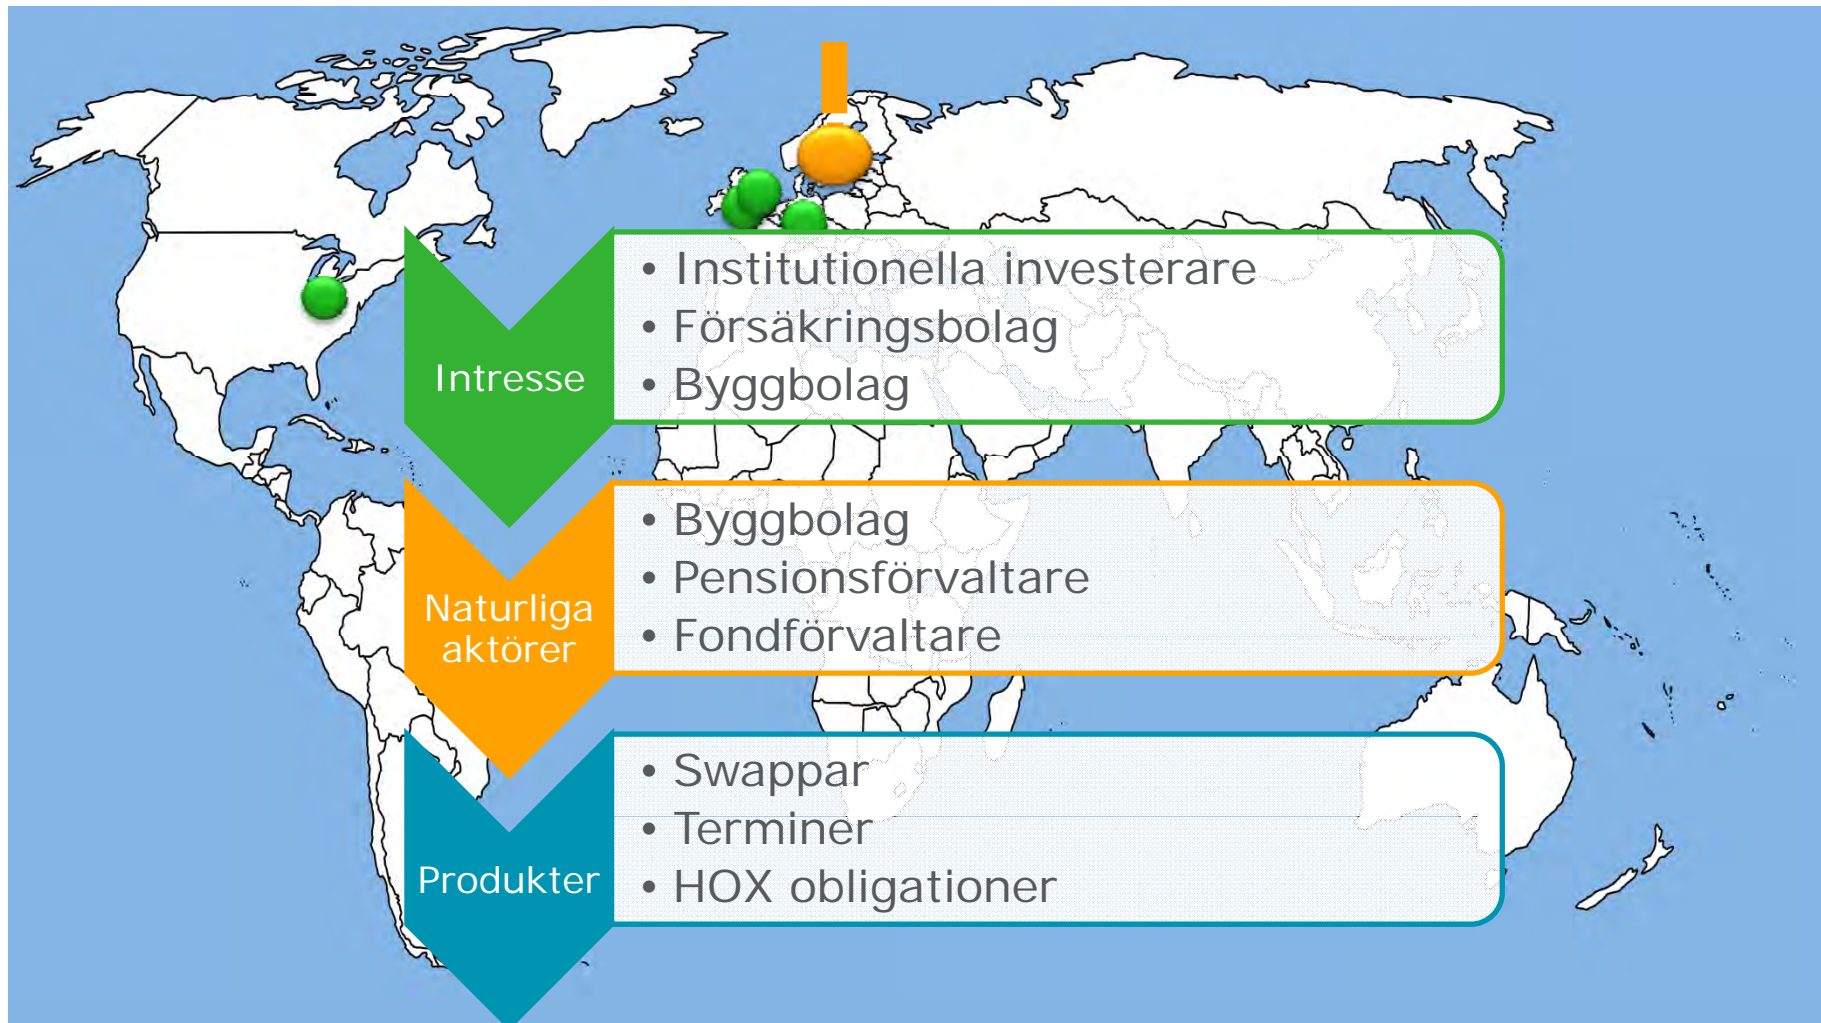 Intresse
• Institutionella investerare
• Försäkringsbolag
• Byggbolag
Naturliga
aktörer
• Byggbolag
• Pensionsförvaltare
• Fondförvaltare
Produkter
• Swappar
• Terminer
• HOX obligationer